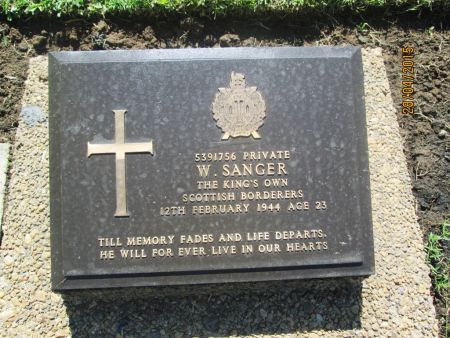 5391756 PRIVATE
W. SANGER
THE KING'S OWN
SCOTTISH BORDERERS
12TH FEBRUARY 1944 AGE 23
TILL MEMORY FADES AND LIFE DEPARTS,
HE WILL FOR EVER LIVE IN OUR HEARTS
25/04/2015